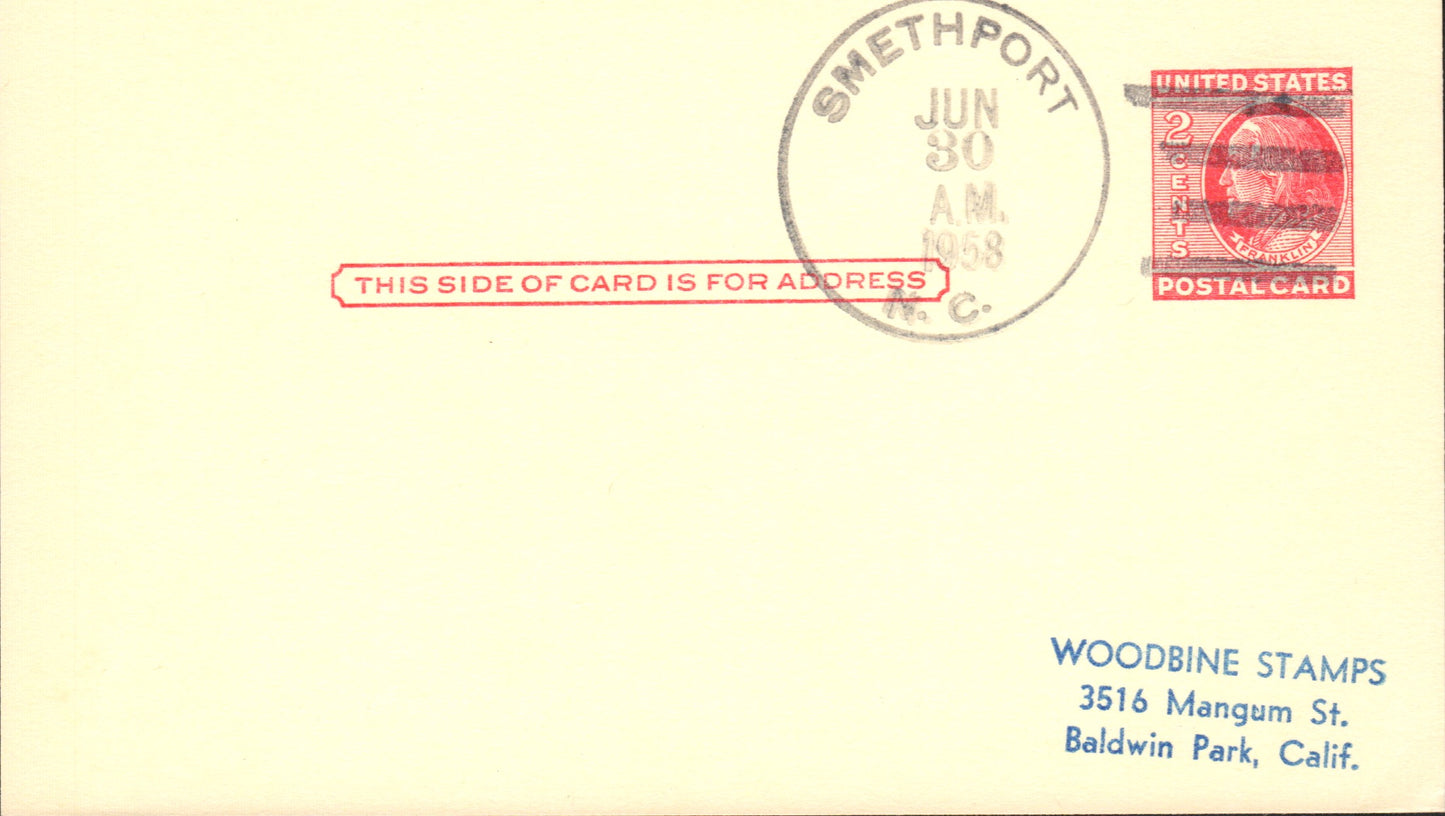 SMETHPORT
JUN
30
A.M.
1958
N. C.
UNITED STATES
2
CENTS
FRANKLIN
POSTAL CARD
THIS SIDE OF CARD IS FOR ADDRESS
WOODBINE STAMPS
3516 Mangum St.
Baldwin Park, Calif.